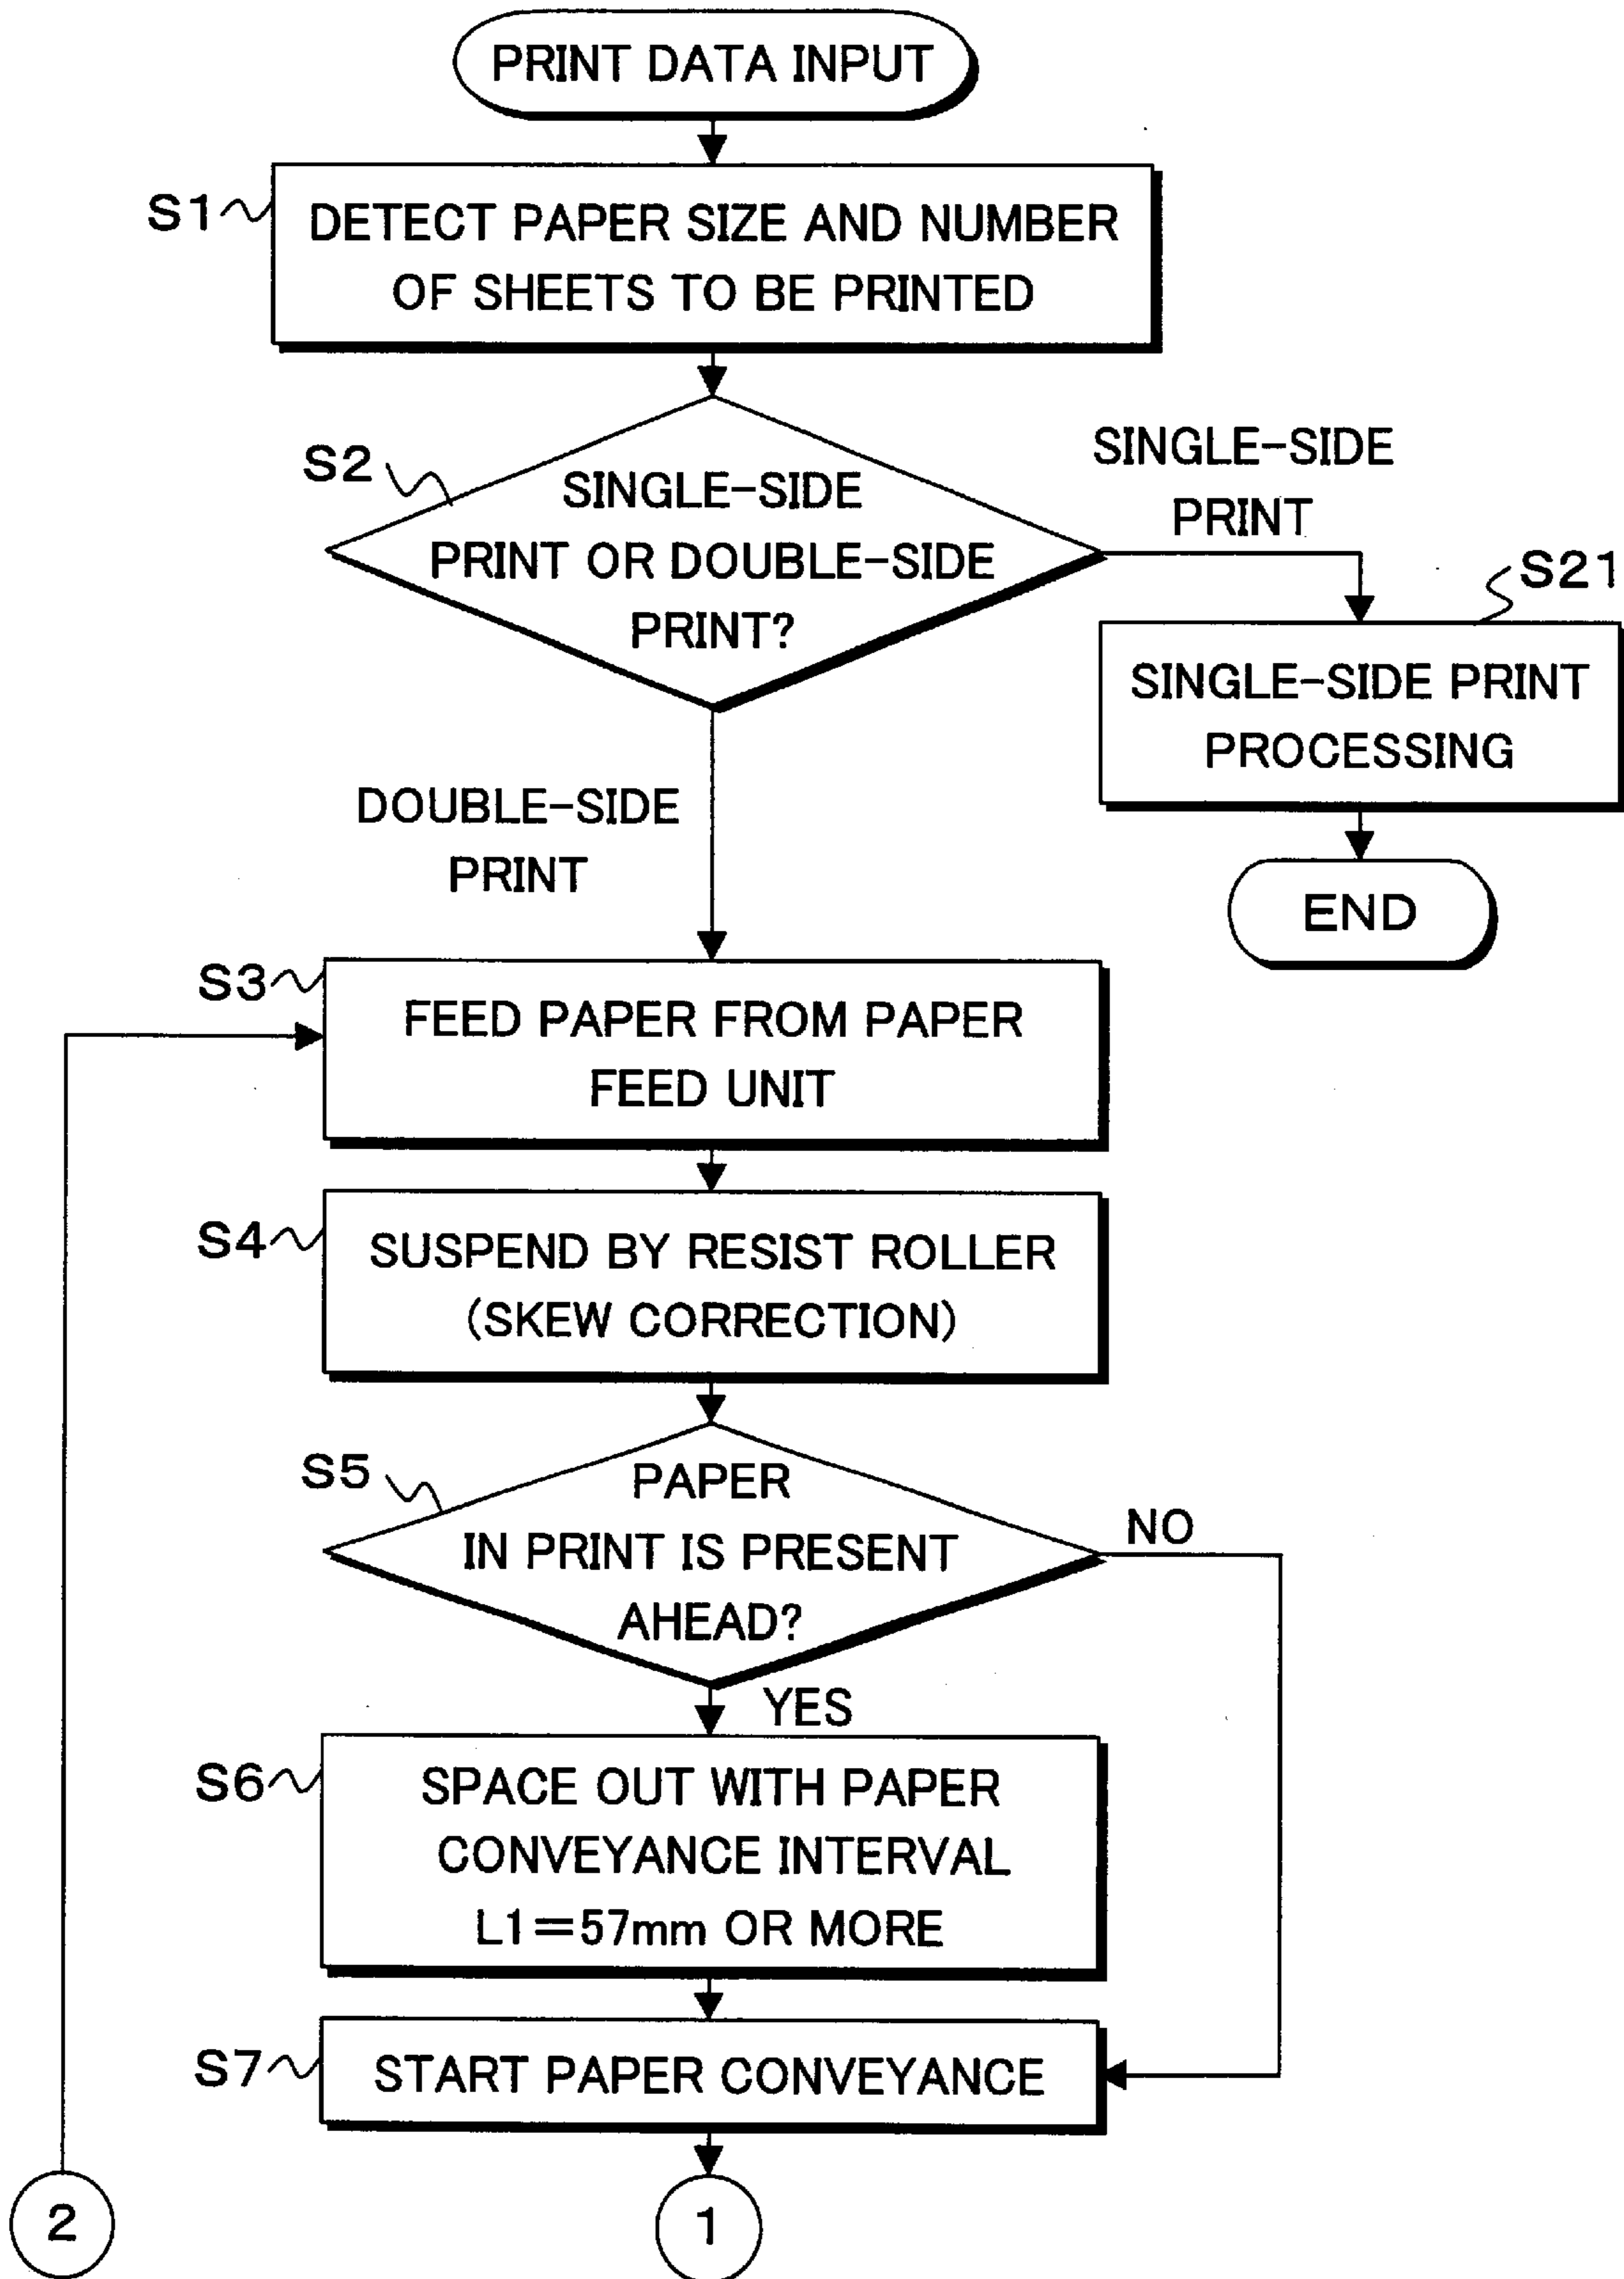 PRINT DATA INPUT
S1
DETECT PAPER SIZE AND NUMBER
OF SHEETS TO BE PRINTED
S2
SINGLE-SIDE
PRINT OR DOUBLE-SIDE
PRINT?
SINGLE-SIDE
PRINT
S21
SINGLE-SIDE PRINT
PROCESSING
END
DOUBLE-SIDE
PRINT
S3
FEED PAPER FROM PAPER
FEED UNIT
S4
SUSPEND BY RESIST ROLLER
(SKEW CORRECTION)
S5
PAPER
IN PRINT IS PRESENT
AHEAD?
NO
YES
S6
SPACE OUT WITH PAPER
CONVEYANCE INTERVAL
L1=57mm OR MORE
S7
START PAPER CONVEYANCE
2
1